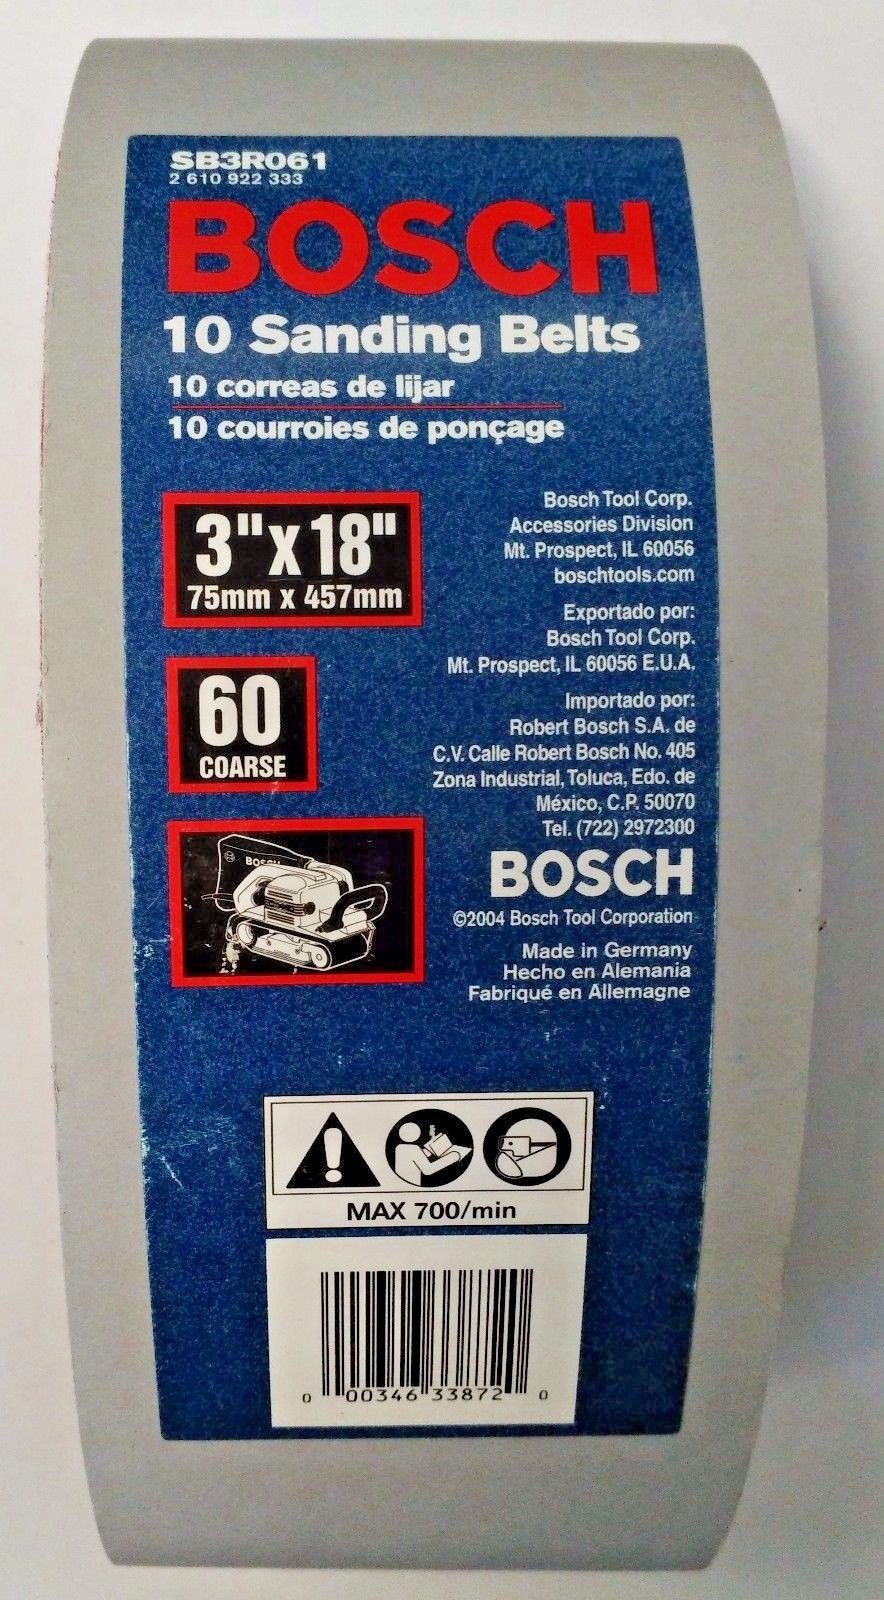 SB3R061
2 610 922 333
BOSCH
10 Sanding Belts
10 correas de lijar
10 courroies de ponçage
3" x 18"
75mm x 457mm
60
COARSE
BOSCH
Bosch Tool Corp.
Accessories Division
Mt. Prospect, IL 60056
boschtools.com
Exportado por:
Bosch Tool Corp.
Mt. Prospect, IL 60056 E.U.A.
Importado por:
Robert Bosch S.A. de
C.V. Calle Robert Bosch No. 405
Zona Industrial, Toluca, Edo. de
México, C.P. 50070
Tel. (722) 2972300
BOSCH
©2004 Bosch Tool Corporation
Made in Germany
Hecho en Alemania
Fabriqué en Allemagne
MAX 700/min
0 00346 33872 0